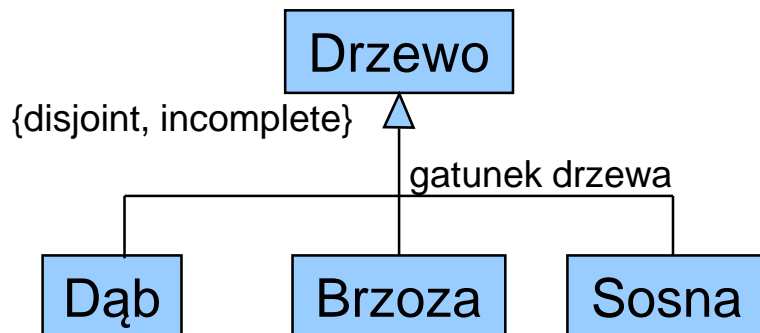 Drzewo
{disjoint, incomplete}
gatunek drzewa
Dąb
Brzoza
Sosna